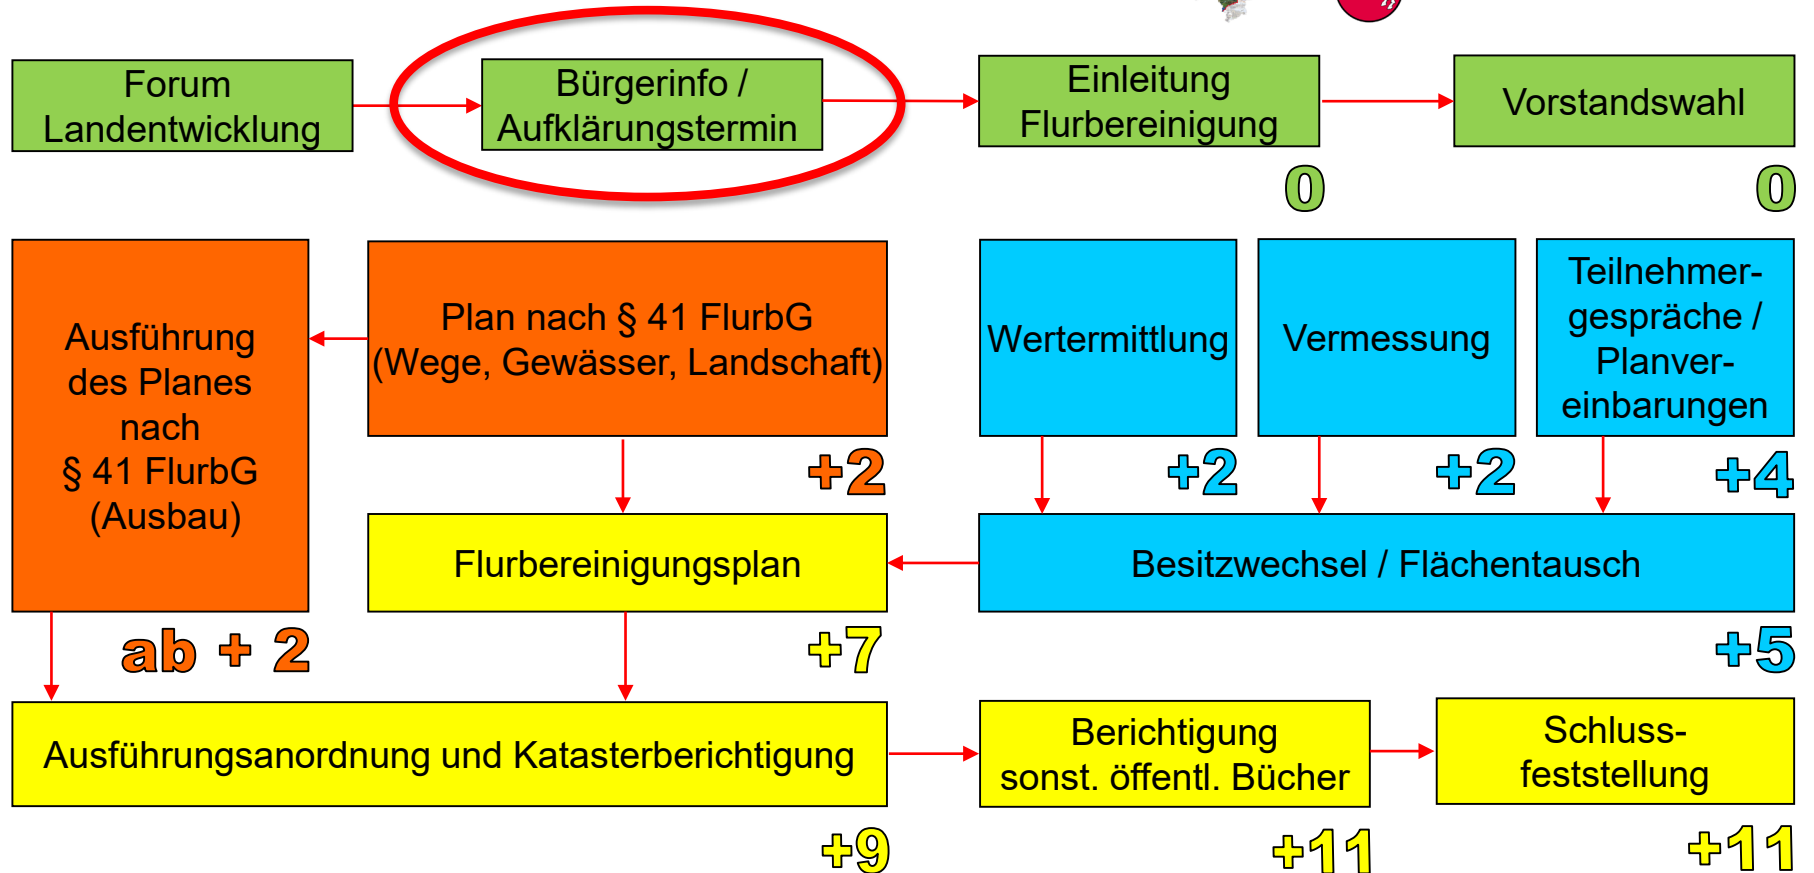 Forum
Landentwicklung
Bürgerinfo /
Aufklärungstermin
Einleitung
Flurbereinigung
0
Vorstandswahl
0
Ausführung
des Planes
nach
§ 41 FlurbG
(Ausbau)
ab + 2
Plan nach § 41 FlurbG
(Wege, Gewässer, Landschaft)
+2
Wertermittlung
+2
Vermessung
+2
Teilnehmer-
gespräche /
Planver-
einbarungen
+4
Flurbereinigungsplan
+7
Besitzwechsel / Flächentausch
+5
Ausführungsanordnung und Katasterberichtigung
+9
Berichtigung
sonst. öffentl. Bücher
+11
Schluss-
feststellung
+11